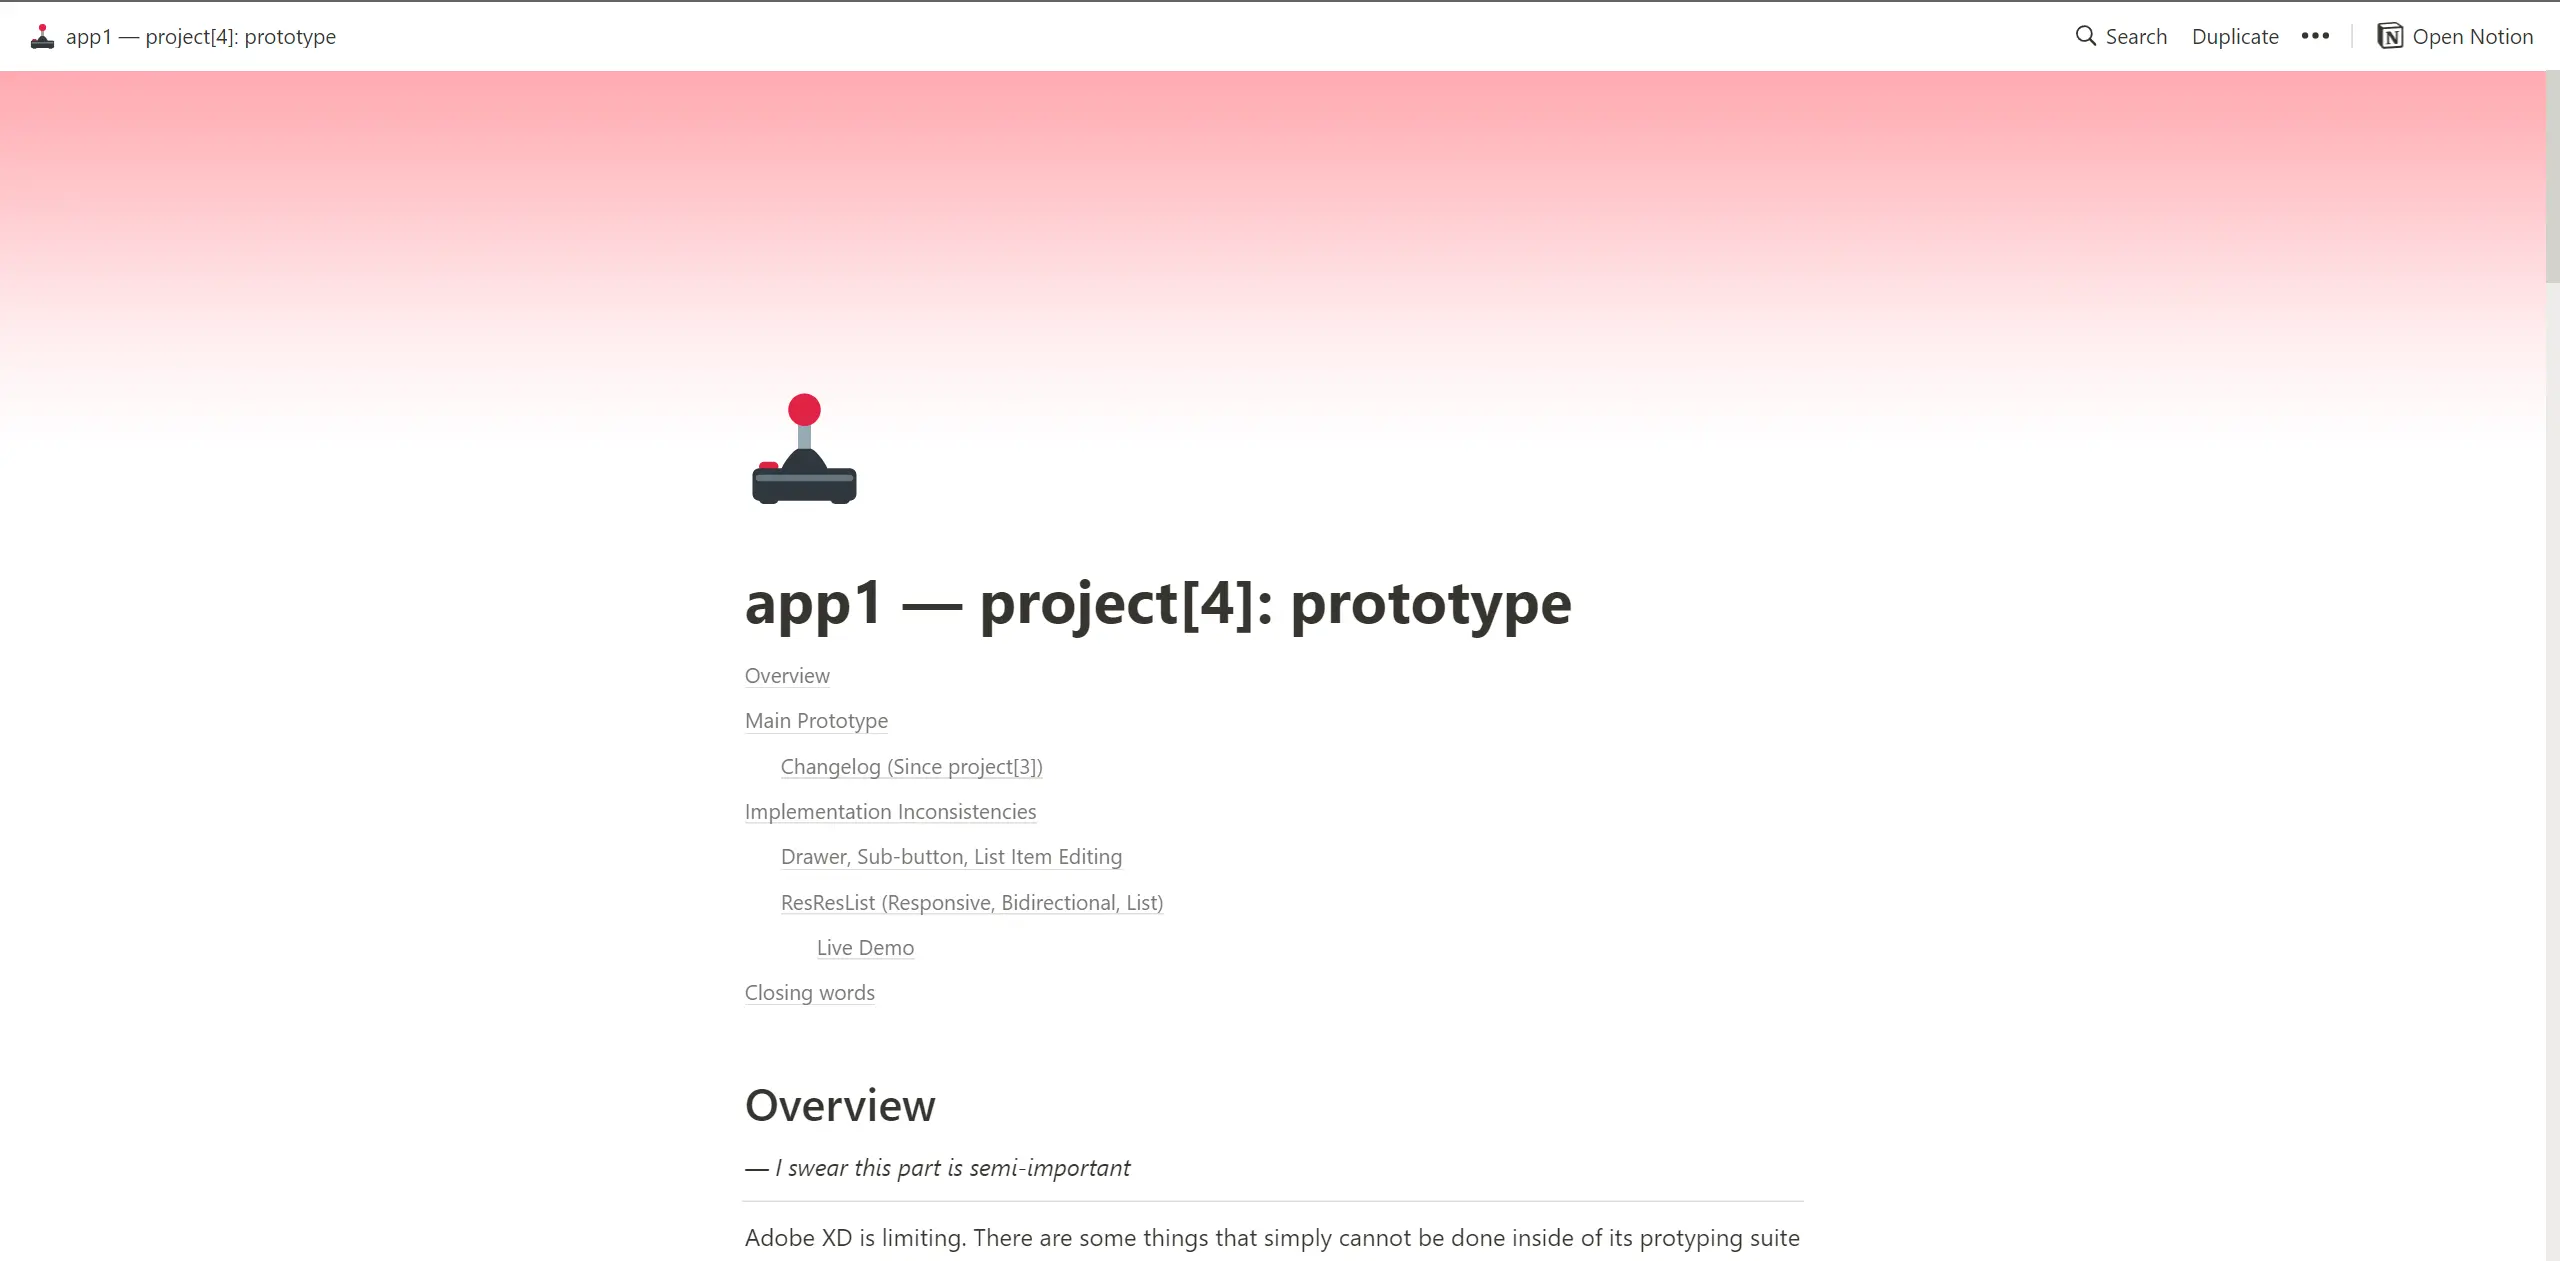 app1 — project[4]: prototype
Search Duplicate ••• Open Notion
app1 — project[4]: prototype
Overview
Main Prototype
Changelog (Since project[3])
Implementation Inconsistencies
Drawer, Sub-button, List Item Editing
ResResList (Responsive, Bidirectional, List)
Live Demo
Closing words
Overview
— I swear this part is semi-important
Adobe XD is limiting. There are some things that simply cannot be done inside of its protyping suite